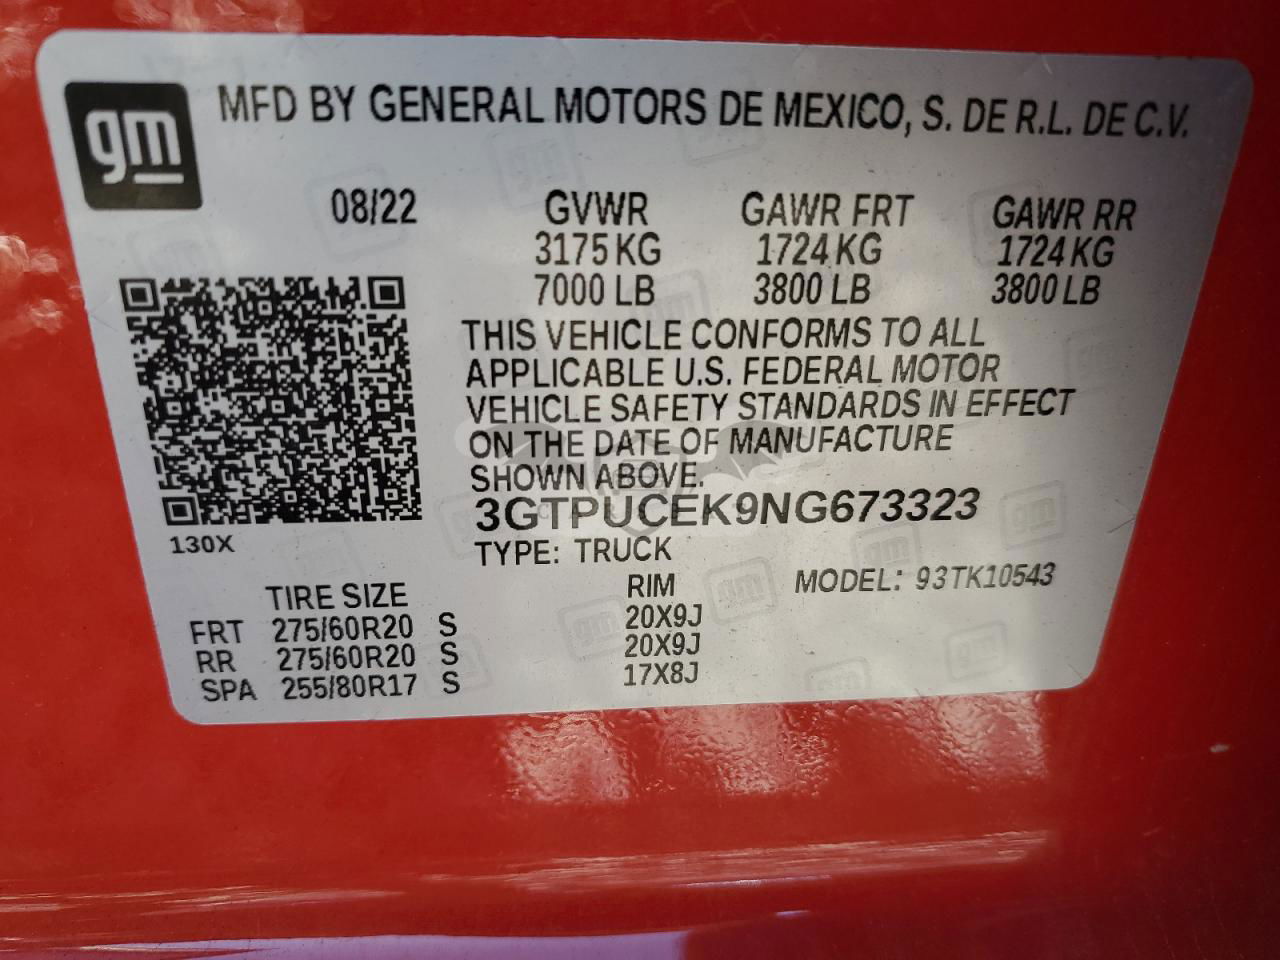 gm
MFD BY GENERAL MOTORS DE MEXICO, S. DE R.L. DE C.V.
08/22 GVWR GAWR FRT GAWR RR
3175 KG 1724 KG 1724 KG
7000 LB 3800 LB 3800 LB
THIS VEHICLE CONFORMS TO ALL
APPLICABLE U.S. FEDERAL MOTOR
VEHICLE SAFETY STANDARDS IN EFFECT
ON THE DATE OF MANUFACTURE
SHOWN ABOVE.
3GTPUCEK9NG673323
130X
TYPE: TRUCK
TIRE SIZE RIM MODEL: 93TK10543
FRT 275/60R20 S 20X9J
RR 275/60R20 S 20X9J
SPA 255/80R17 S 17X8J